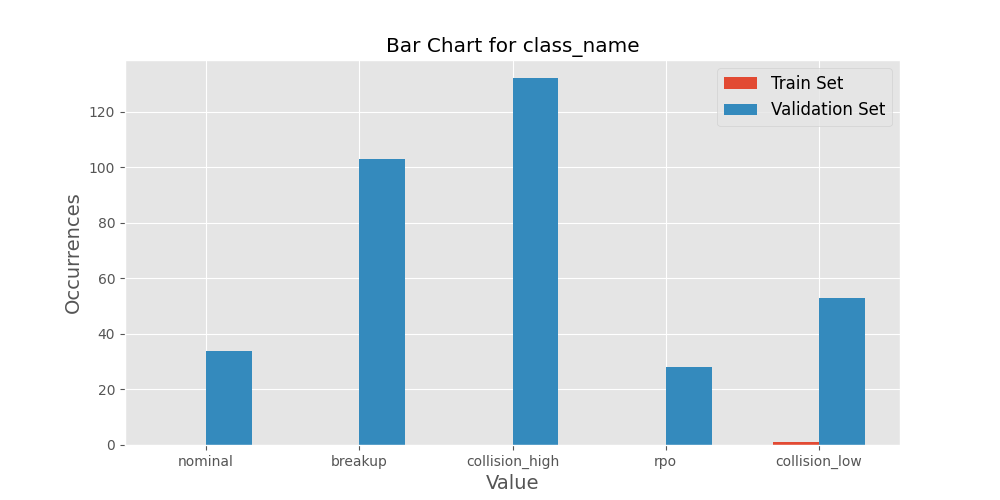 Bar Chart for class_name
Train Set
Validation Set
Occurrences
120
100
80
60
40
20
0
nominal breakup collision_high rpo collision_low
Value